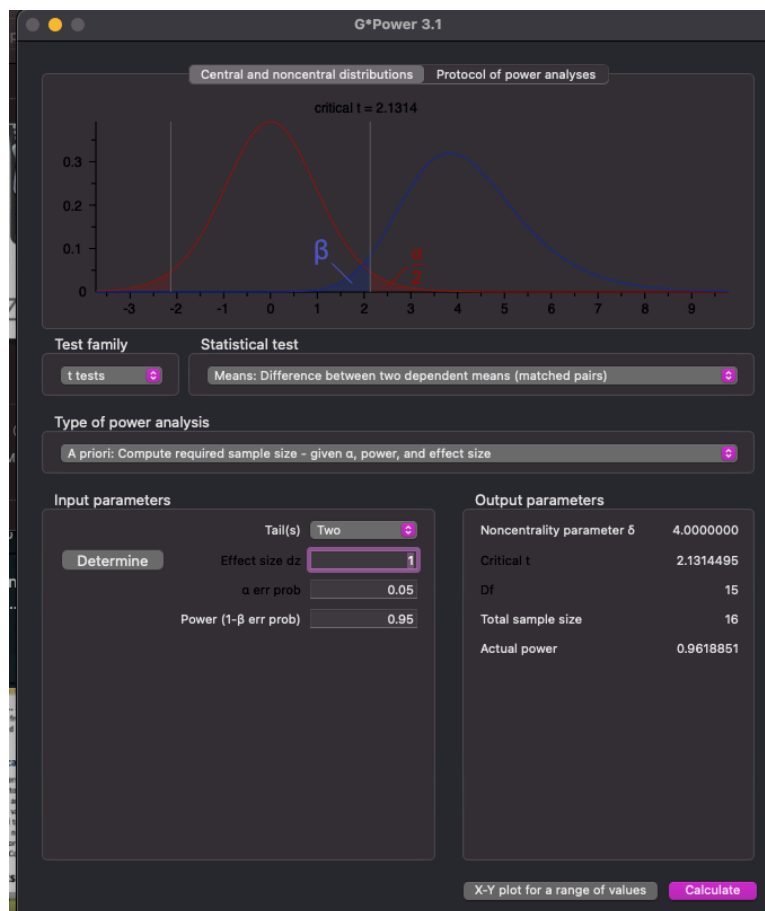 G*Power 3.1
Central and noncentral distributions Protocol of power analyses
critical t = 2.1314
0.3
0.2
0.1
0
β
α
2
-3 -2 -1 0 1 2 3 4 5 6 7 8 9
Test family Statistical test
t tests Means: Difference between two dependent means (matched pairs)
Type of power analysis
A priori: Compute required sample size - given α, power, and effect size
Input parameters Output parameters
Tail(s) Two Noncentrality parameter δ 4.0000000
Determine Effect size dz 1 Critical t 2.1314495
α err prob 0.05 Df 15
Power (1-β err prob) 0.95 Total sample size 16
Actual power 0.9618851
X-Y plot for a range of values Calculate